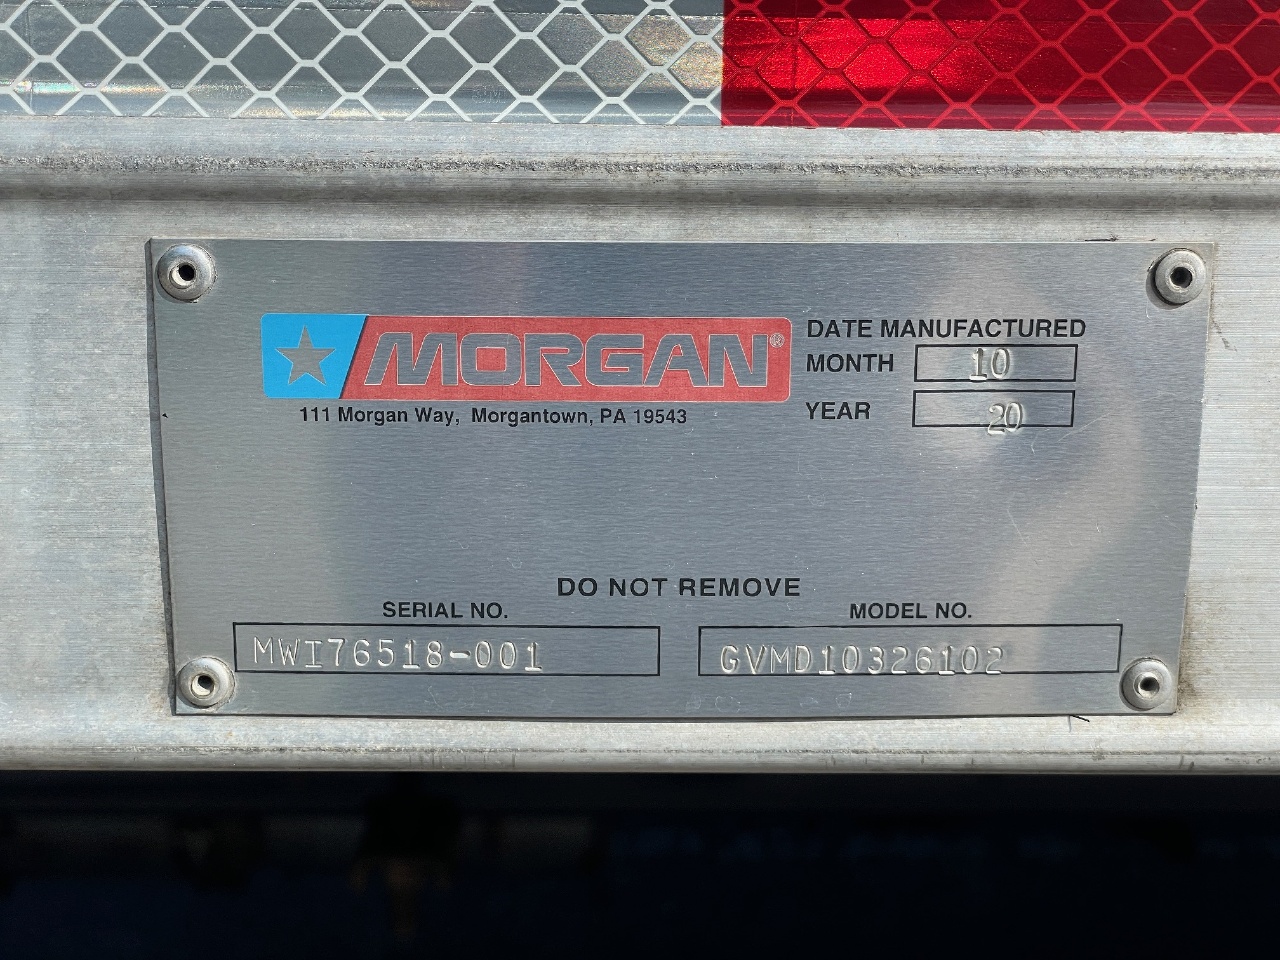 MORGAN®
111 Morgan Way, Morgantown, PA 19543
DATE MANUFACTURED
MONTH 10
YEAR 20
DO NOT REMOVE
SERIAL NO.
MWI76518-001
MODEL NO.
GVMD10326102